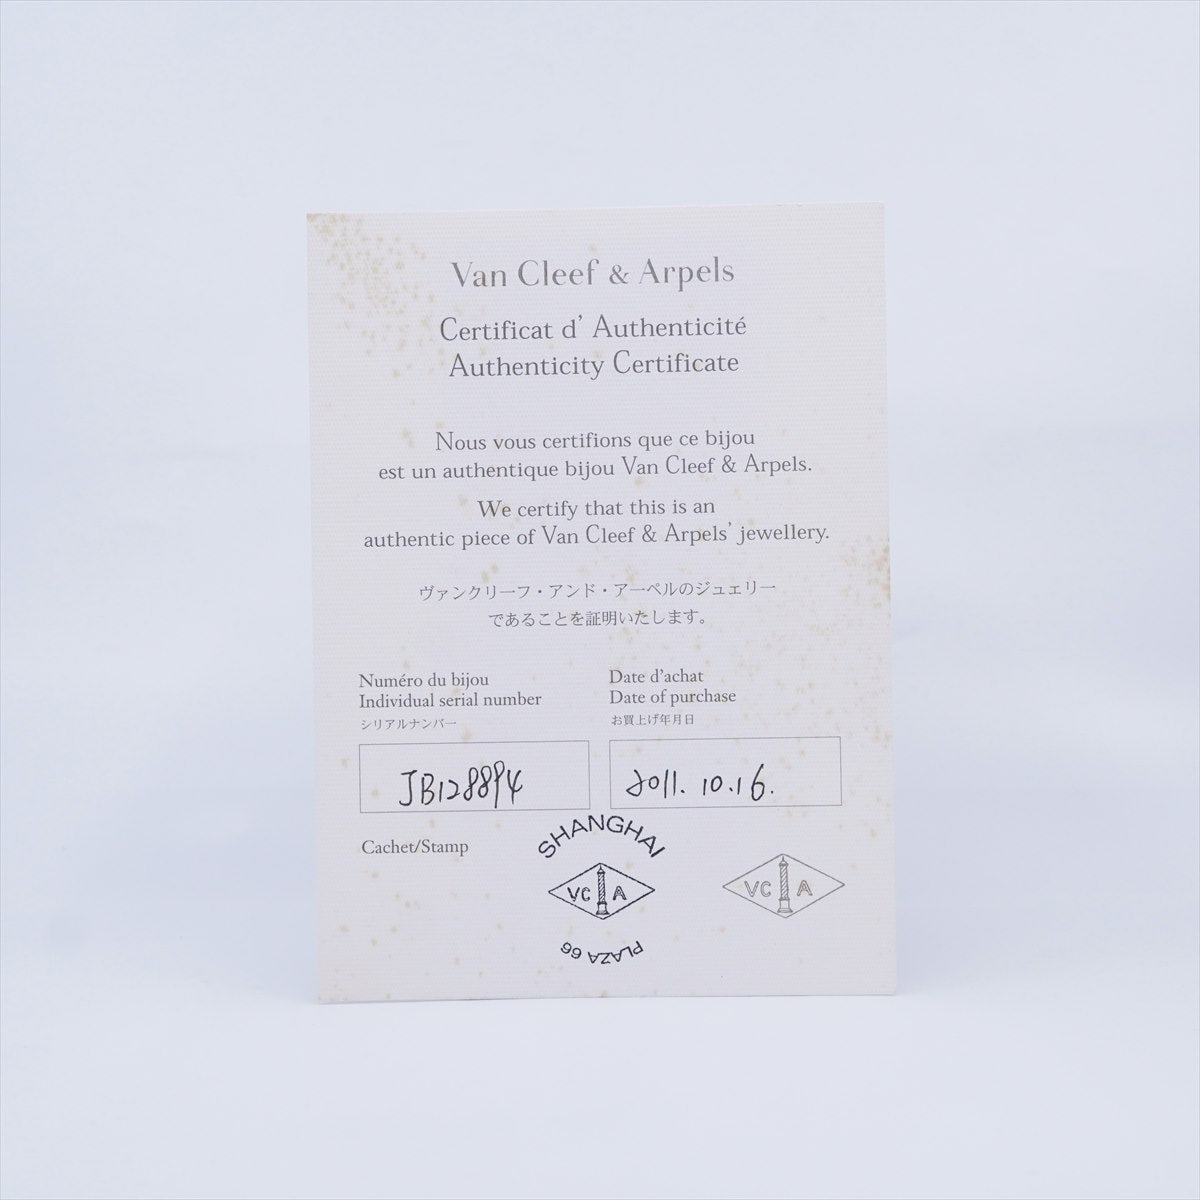 Van Cleef & Arpels
Certificat d' Authenticité
Authenticity Certificate
Nous vous certifions que ce bijou
est un authentique bijou Van Cleef & Arpels.
We certify that this is an
authentic piece of Van Cleef & Arpels' jewellery.
ヴァンクリーフ・アンド・アーペルのジュェリー
であることを証明いたします。
Numéro du bijou
Individual serial number
シリアルナンバー
JB128894
Date d'achat
Date of purchase
お買上げ年月日
2011.10.16.
Cachet/Stamp
SHANGHAI
VC A
PLAZA 66
VC A